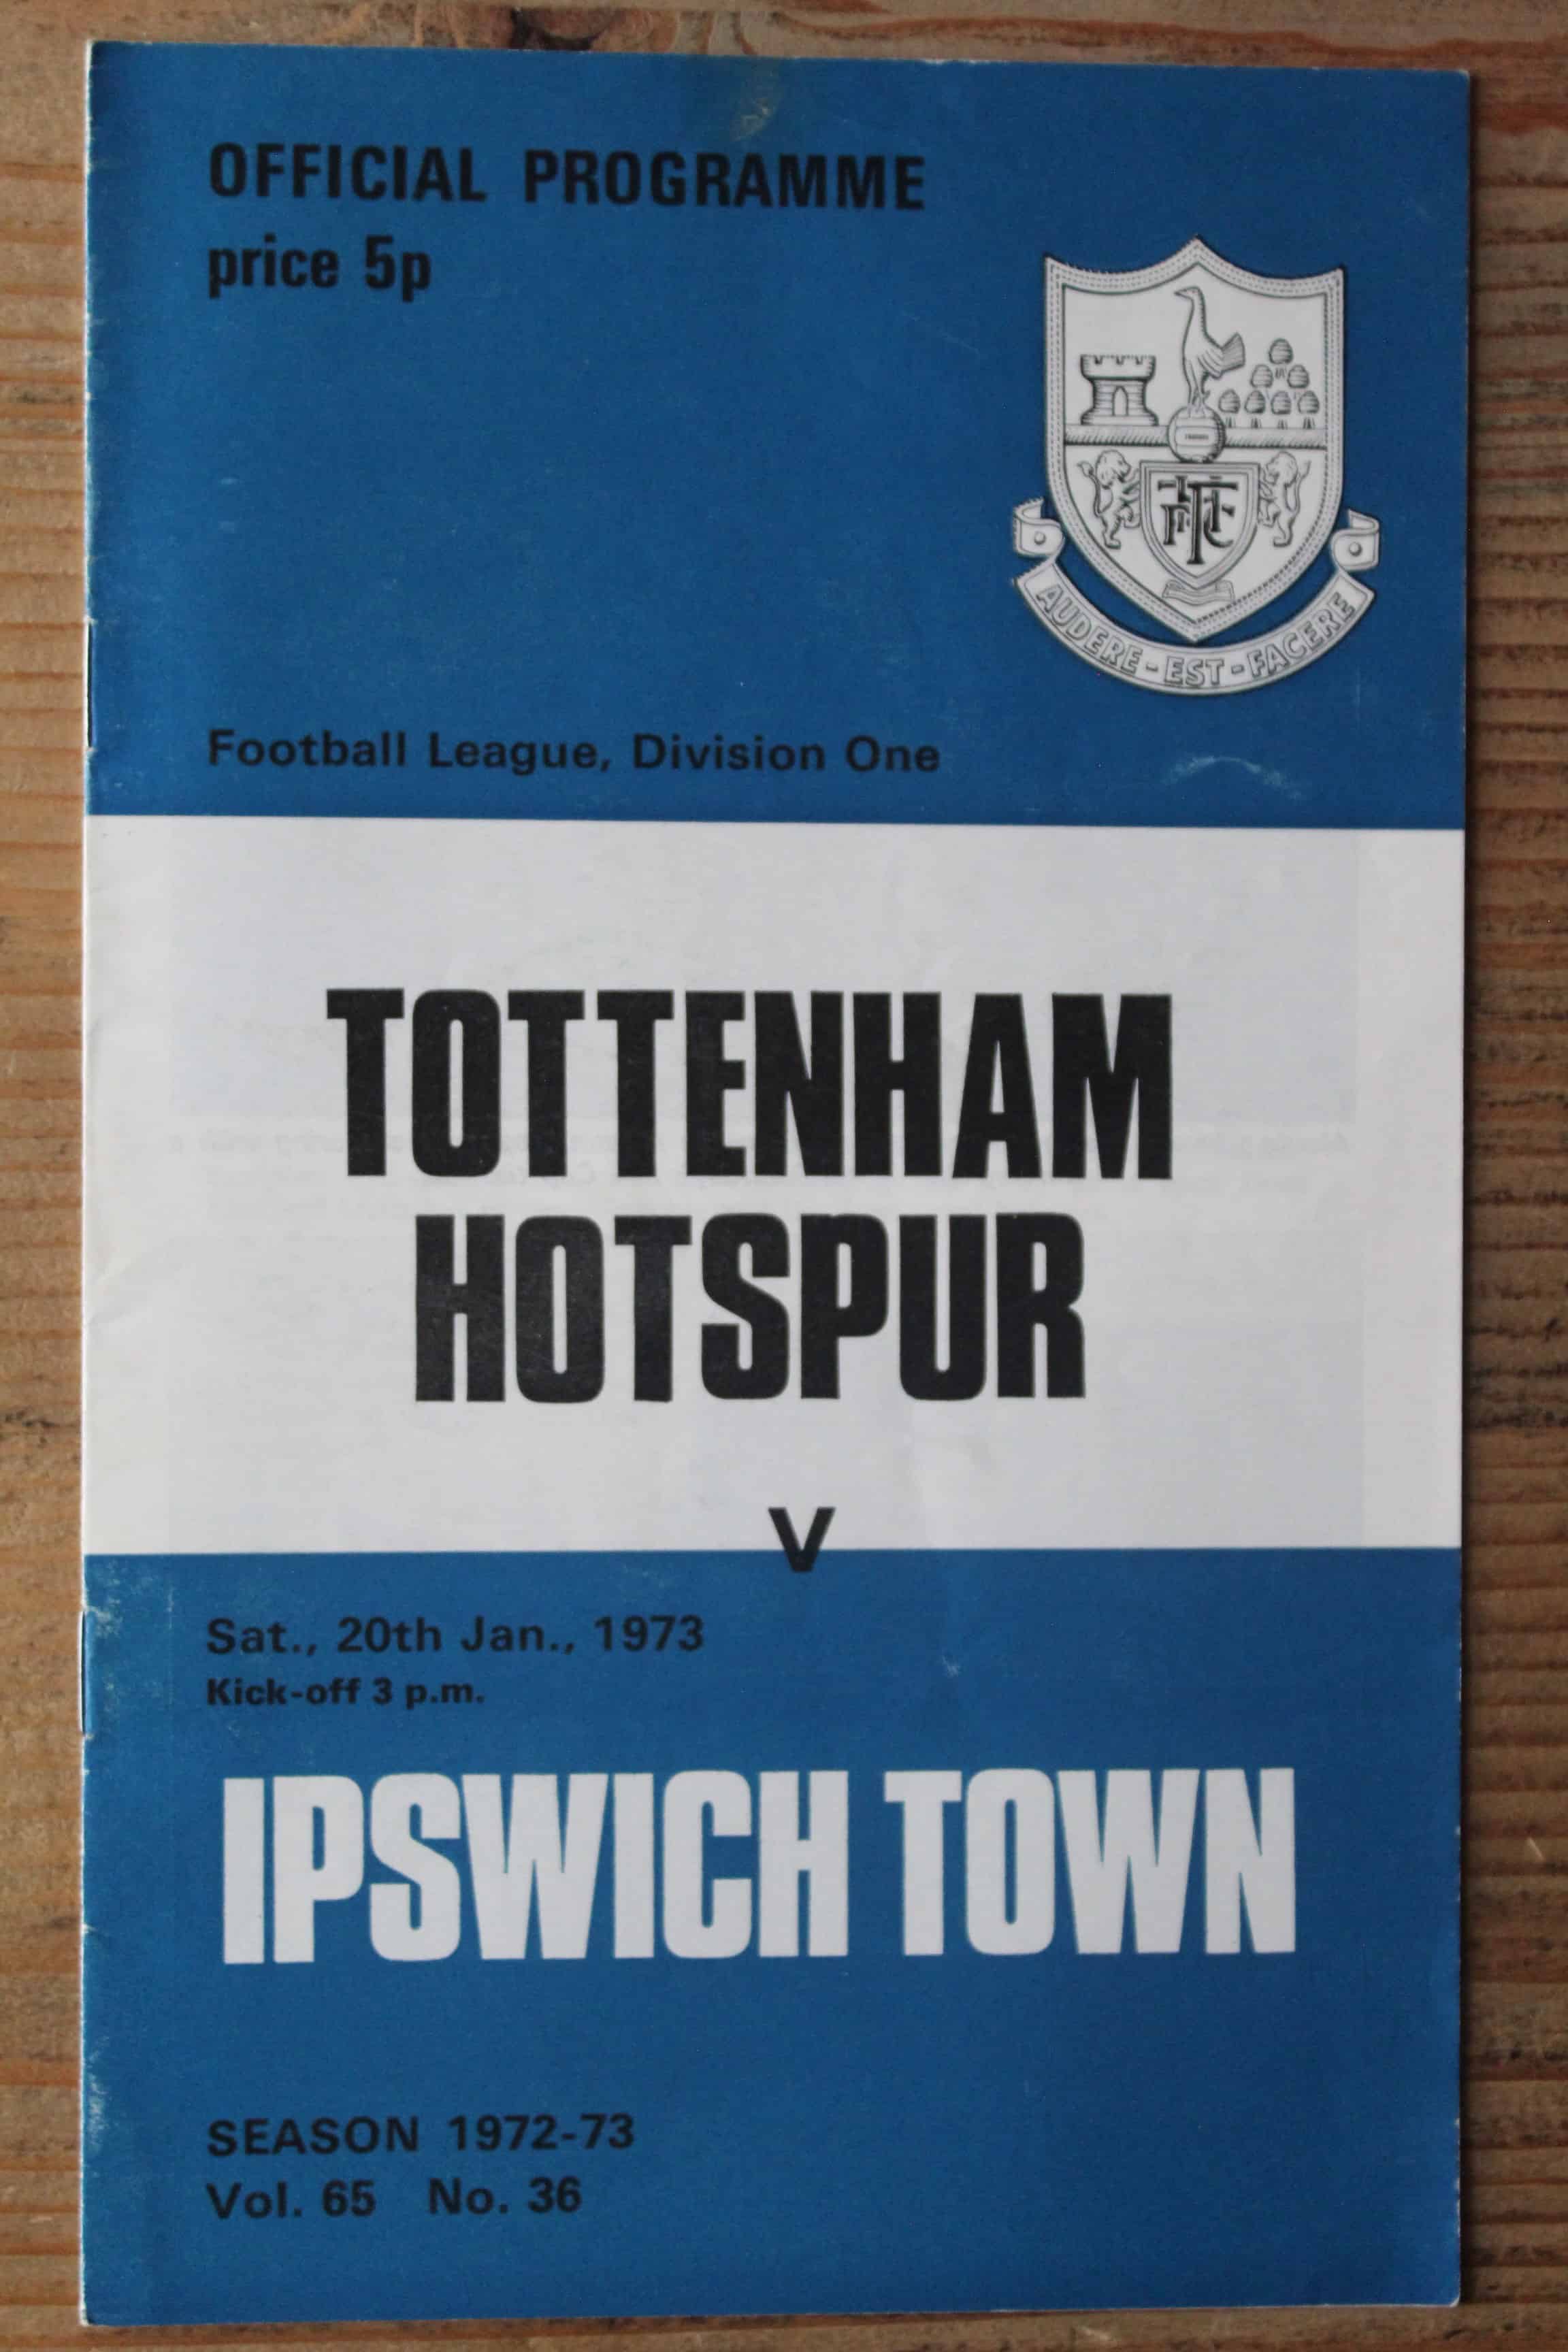 OFFICIAL PROGRAMME
price 5p
AUDERE - EST - FACERE
Football League, Division One
TOTTENHAM
HOTSPUR
V
Sat., 20th Jan., 1973
Kick-off 3 p.m.
IPSWICH TOWN
SEASON 1972-73
Vol. 65 No. 36